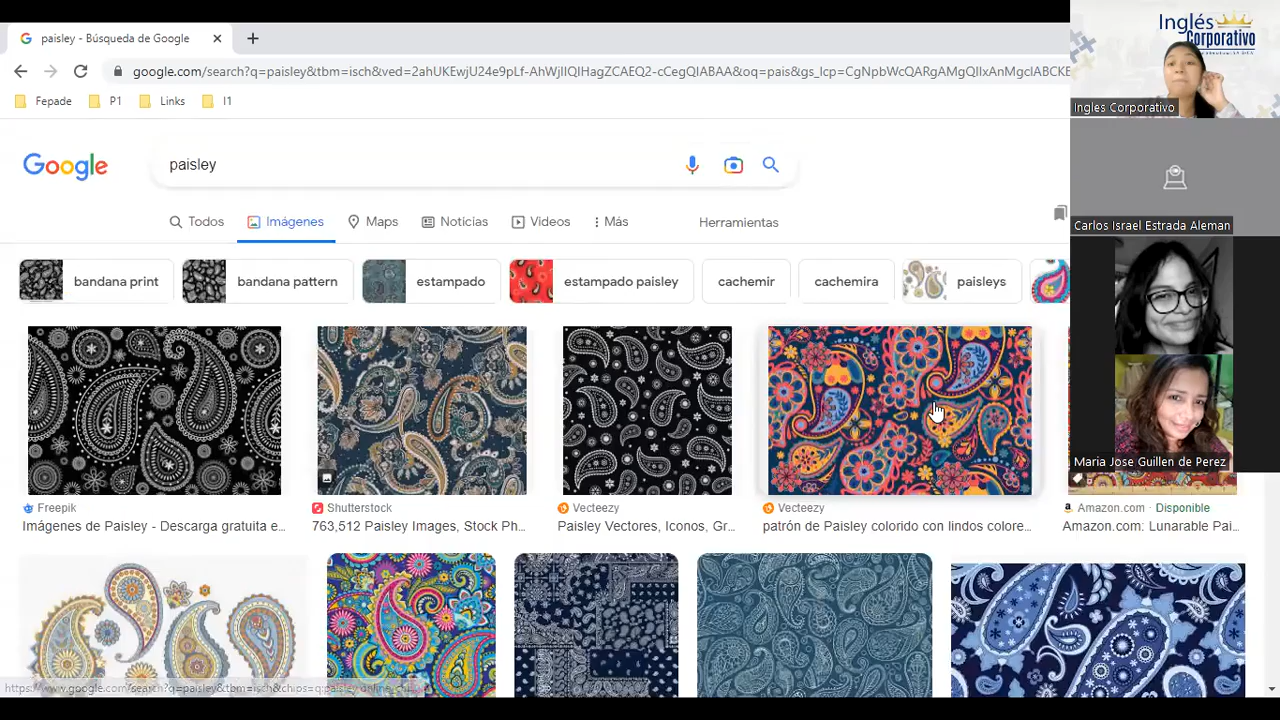 paisley - Búsqueda de Google
google.com/search?q=paisley&tbm=isch&ved=2ahUKEwjU24e9pLf-AhWjllQIHagZCAEQ2-cCegQIABAA&oq=pais&gs_lcp=CgNpbWcQARgAMgQIIxAnMgcIABCKE
Fepade
P1
Links
I1
Google
paisley
Todos
Imágenes
Maps
Noticias
Videos
Más
Herramientas
bandana print
bandana pattern
estampado
estampado paisley
cachemir
cachemira
paisleys
Freepik
Shutterstock
Vecteezy
Vecteezy
Amazon.com · Disponible
Imágenes de Paisley - Descarga gratuita e...
763,512 Paisley Images, Stock Ph...
Paisley Vectores, Iconos, Gr...
patrón de Paisley colorido con lindos colore...
Amazon.com: Lunarable Pai...
Inglés
Corporativo
Ingles Corporativo
Carlos Israel Estrada Aleman
Maria Jose Guillen de Perez